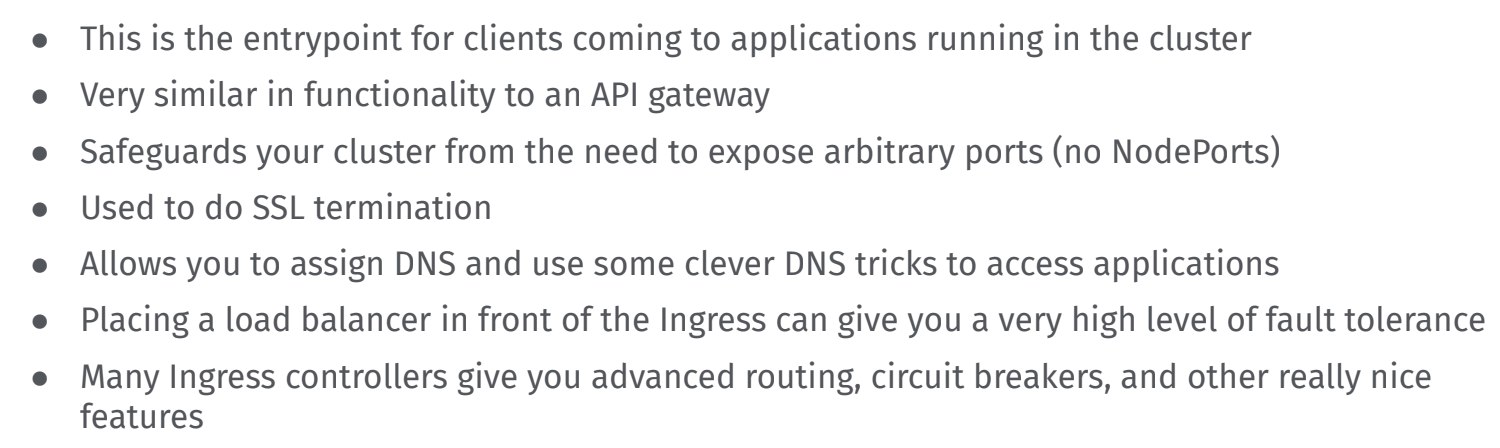 ● This is the entrypoint for clients coming to applications running in the cluster
● Very similar in functionality to an API gateway
● Safeguards your cluster from the need to expose arbitrary ports (no NodePorts)
● Used to do SSL termination
● Allows you to assign DNS and use some clever DNS tricks to access applications
● Placing a load balancer in front of the Ingress can give you a very high level of fault tolerance
● Many Ingress controllers give you advanced routing, circuit breakers, and other really nice
features